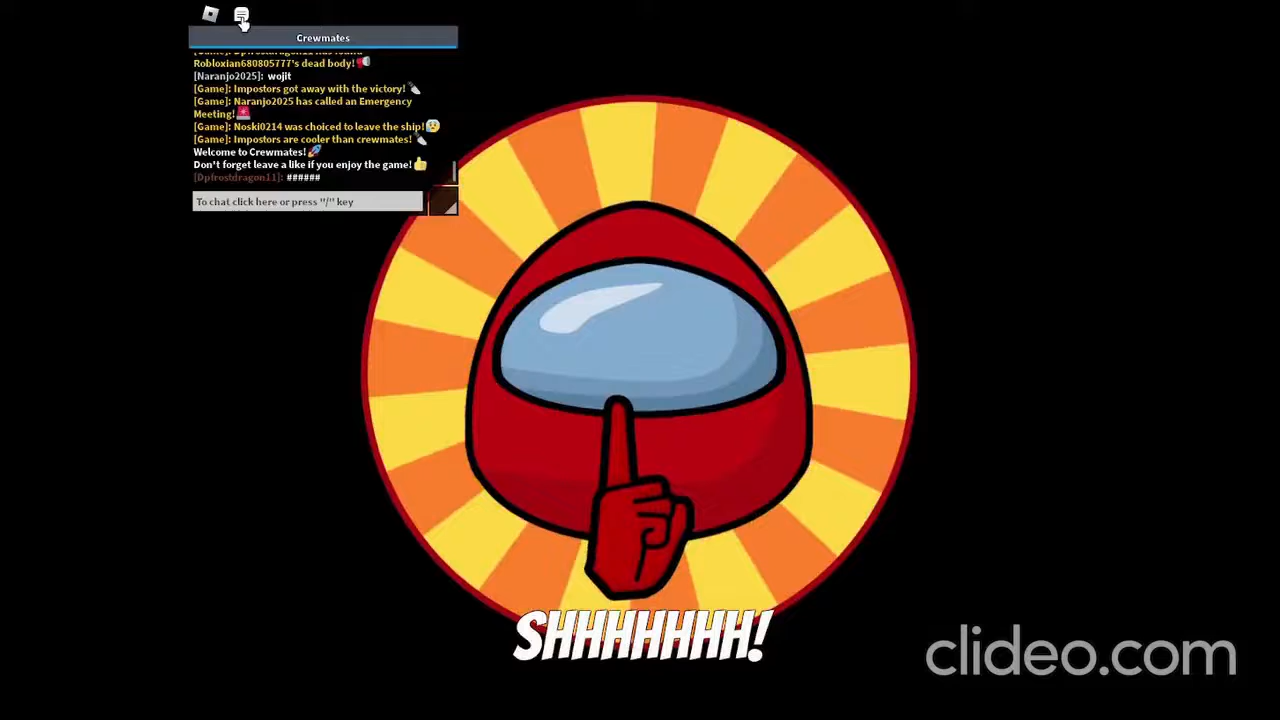 Crewmates
Robloxian680805777's dead body!
[Naranjo2025]: wojit
[Game]: Impostors got away with the victory!
[Game]: Naranjo2025 has called an Emergency
Meeting!
[Game]: Noski0214 was choiced to leave the ship!
[Game]: Impostors are cooler than crewmates!
Welcome to Crewmates!
Don't forget leave a like if you enjoy the game!
[Dpfrostdragon11]: ######
To chat click here or press "/" key
SHHHHHHH!
clideo.com